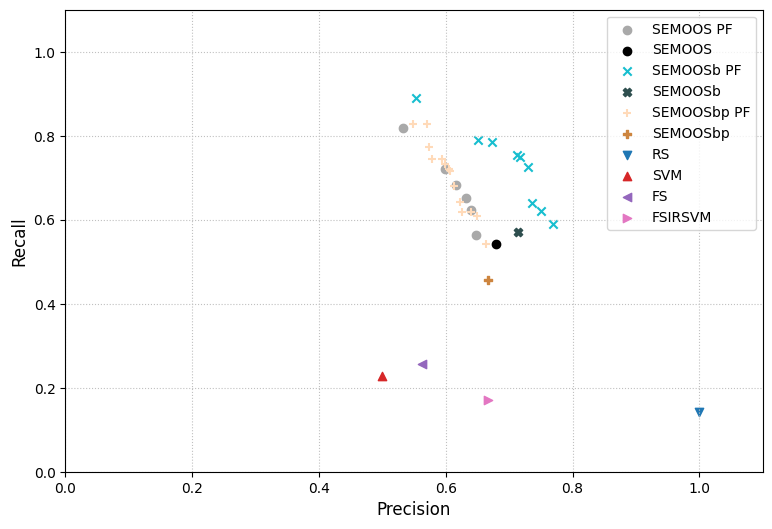 SEMOOS PF
SEMOOS
SEMOOSb PF
SEMOOSb
SEMOOSbp PF
SEMOOSbp
RS
SVM
FS
FSIRSVM
Recall
1.0
0.8
0.6
0.4
0.2
0.0
0.0 0.2 0.4 0.6 0.8 1.0
Precision